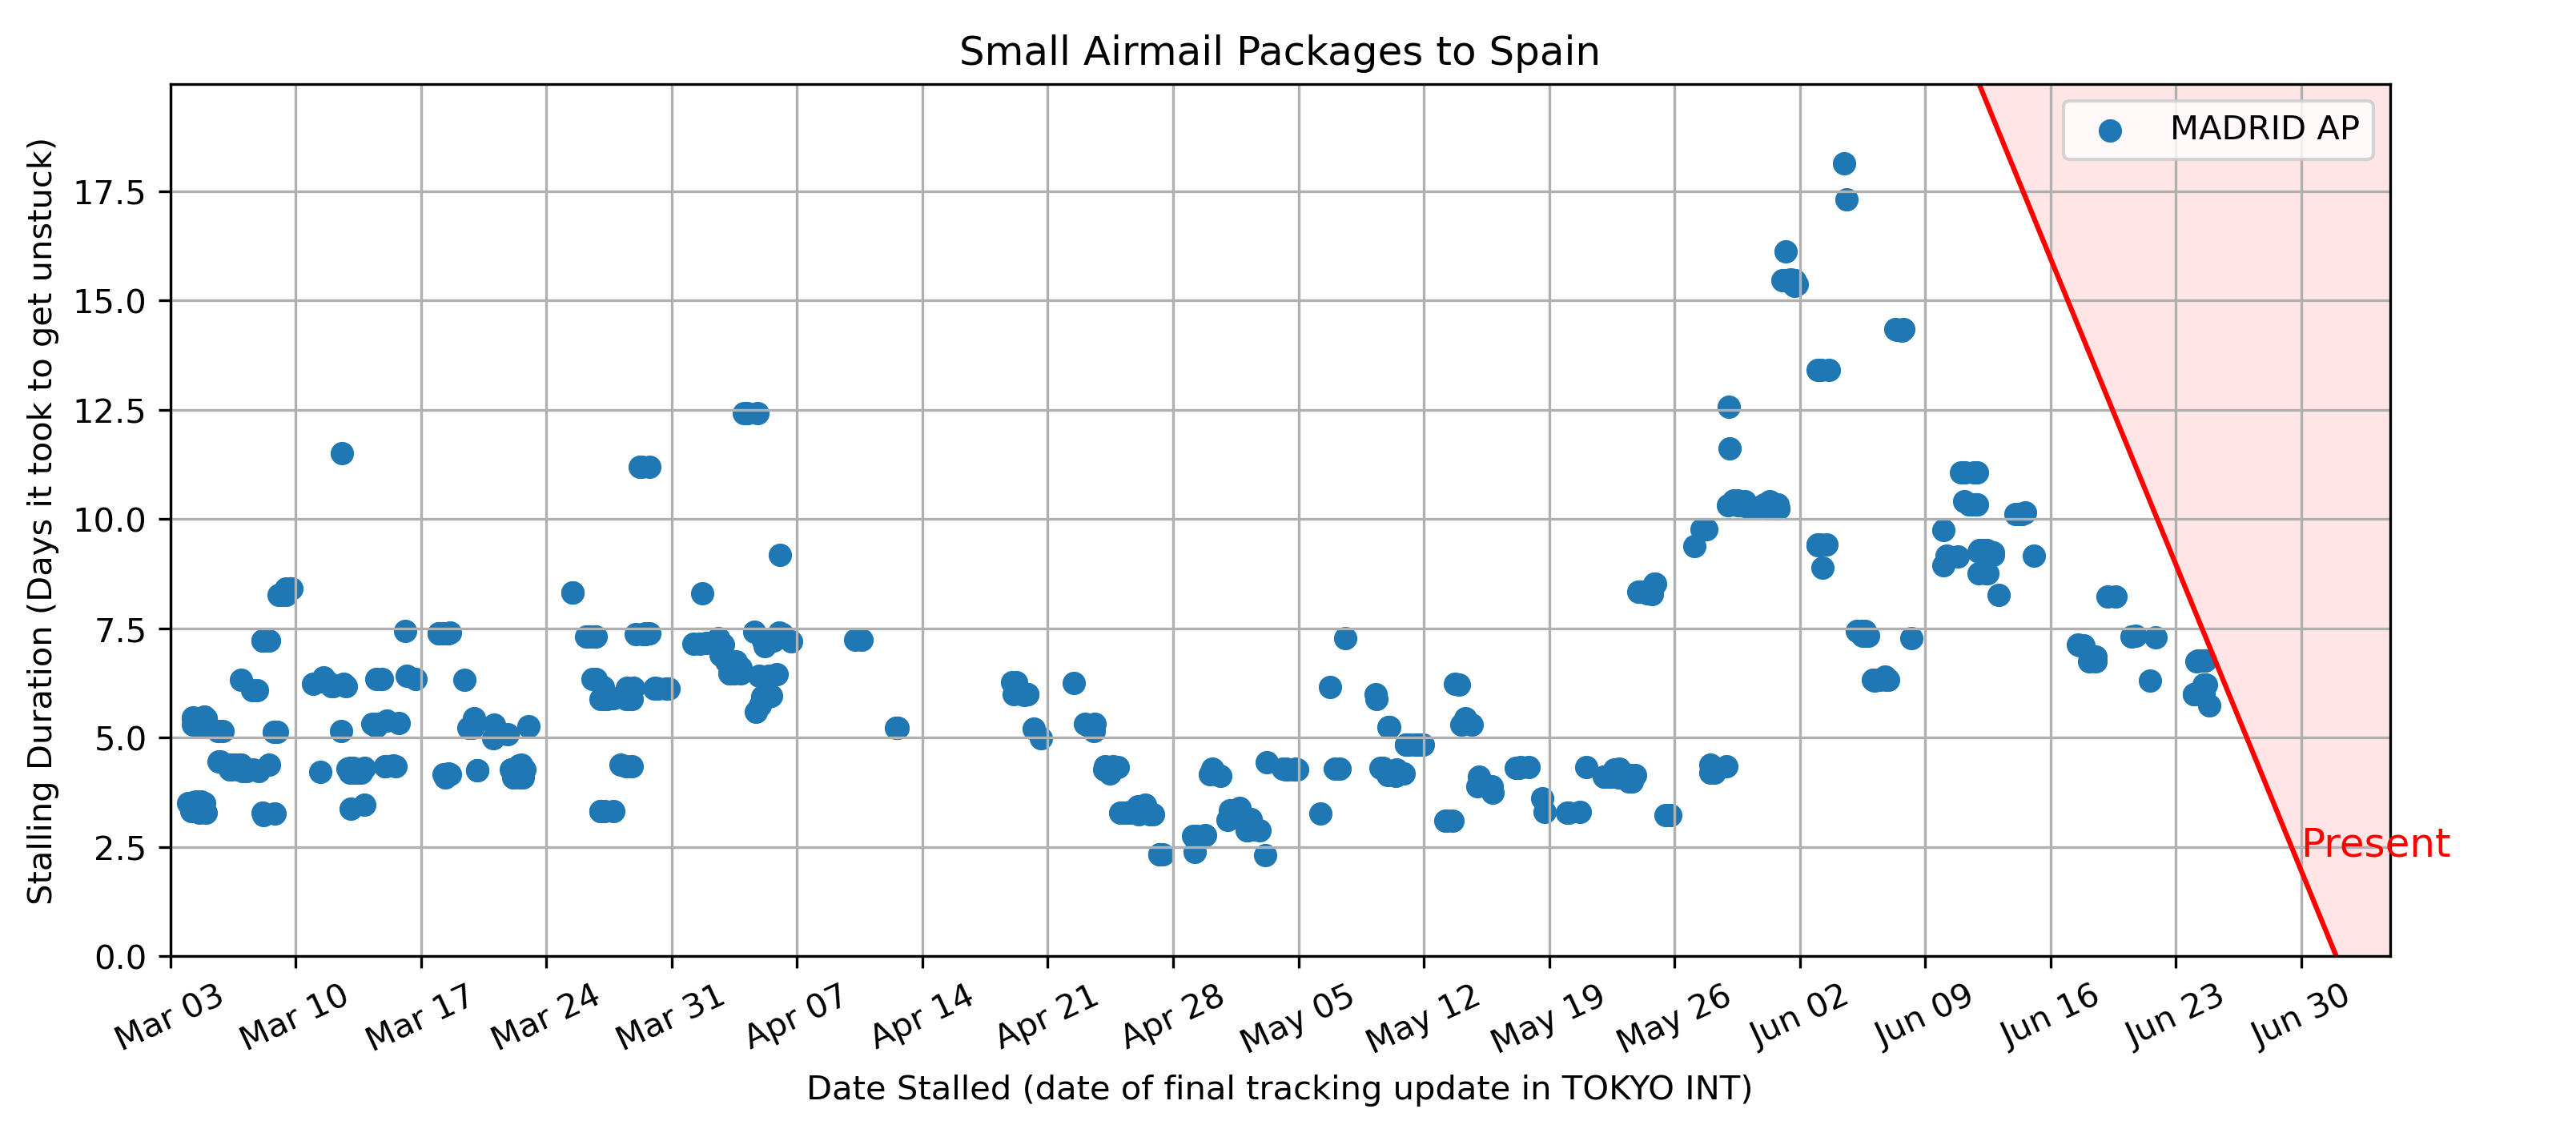 Small Airmail Packages to Spain
MADRID AP
Stalling Duration (Days it took to get unstuck)
17.5
15.0
12.5
10.0
7.5
5.0
2.5
0.0
Present
Mar 03
Mar 10
Mar 17
Mar 24
Mar 31
Apr 07
Apr 14
Apr 21
Apr 28
May 05
May 12
May 19
May 26
Jun 02
Jun 09
Jun 16
Jun 23
Jun 30
Date Stalled (date of final tracking update in TOKYO INT)